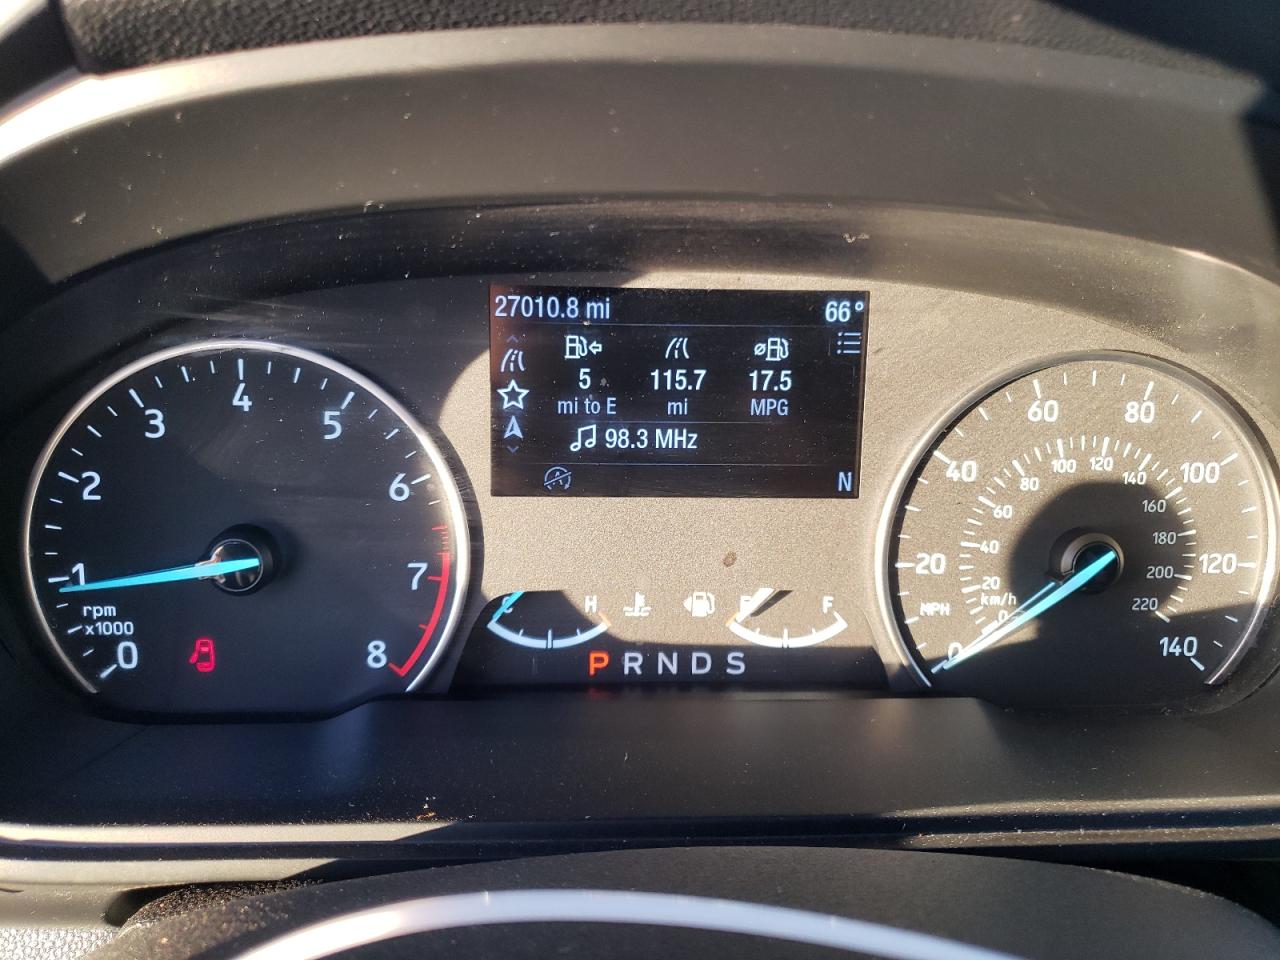 27010.8 mi 66°
5 115.7 17.5
mi to E mi MPG
98.3 MHz
N
0 1 2 3 4 5 6 7 8
rpm
x1000
C H E F
P R N D S
0 20 40 60 80 100 120 140
MPH
0 20 40 60 80 100 120 140 160 180 200 220
km/h